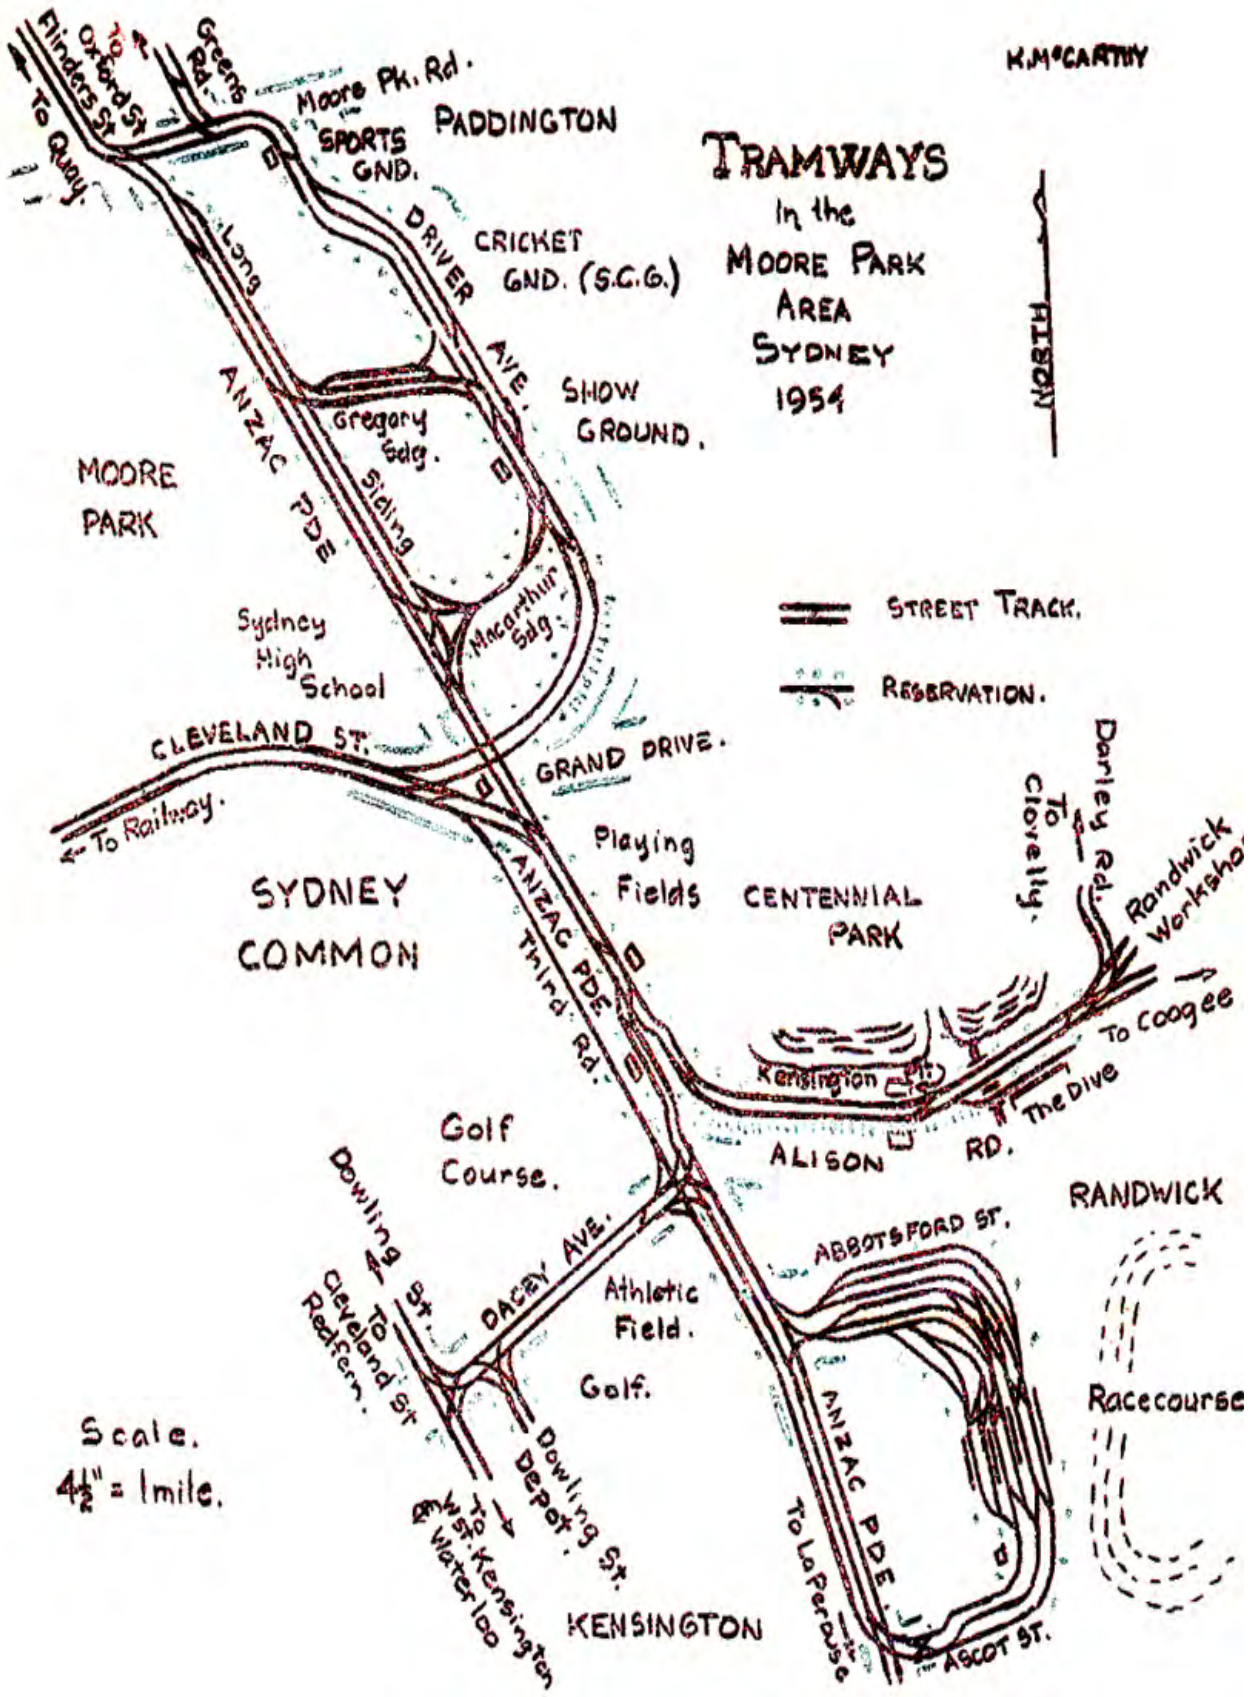 K.McCARTHY
TRAMWAYS
In the
MOORE PARK
AREA
SYDNEY
1954
NORTH
Flinders St
To
Oxford St
To Quay.
Greens
Rd.
Moore Pk. Rd.
PADDINGTON
SPORTS
GND.
DRIVER
AVE.
CRICKET
GND. (S.C.G.)
Long
Siding
ANZAC PDE
Gregory
Sdg.
SHOW
GROUND.
MOORE
PARK
Macarthur
Sdg.
Sydney
High
School
STREET TRACK.
RESERVATION.
CLEVELAND ST.
To Railway.
GRAND DRIVE.
Playing
Fields
SYDNEY
COMMON
ANZAC PDE
Third Rd.
CENTENNIAL
PARK
To
Clovelly.
Darley Rd.
Randwick
Workshop
To Coogee
Kensington
The Dive
ALISON
RD.
Golf
Course.
RANDWICK
ABBOTSFORD ST.
Dowling
St.
To
Cleveland St
Redfern.
DACEY AVE.
Athletic
Field.
Golf.
Racecourse
ANZAC PDE.
Scale.
4½" = 1mile.
Dowling St.
Depot.
To
Wst. Kensington
& Waterloo
To LaPerouse
KENSINGTON
ASCOT ST.